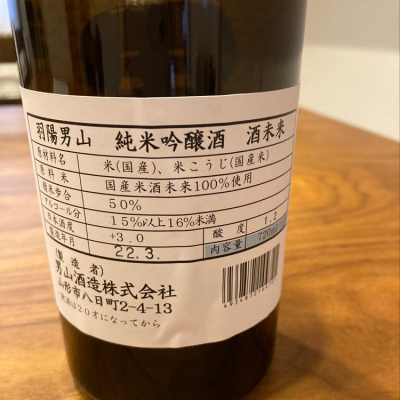 羽陽男山 純米吟醸酒 酒未来
原材料名 米(国産)、米こうじ(国産米)
原料米 国産米酒未来100%使用
精米歩合 50%
アルコール分 15%以上16%未満
日本酒度 +3.0 酸度 1.2
製造年月 22.3. 内容量 720ml
(製造者)
男山酒造株式会社
山形市八日町2-4-13
飲酒は20才になってから